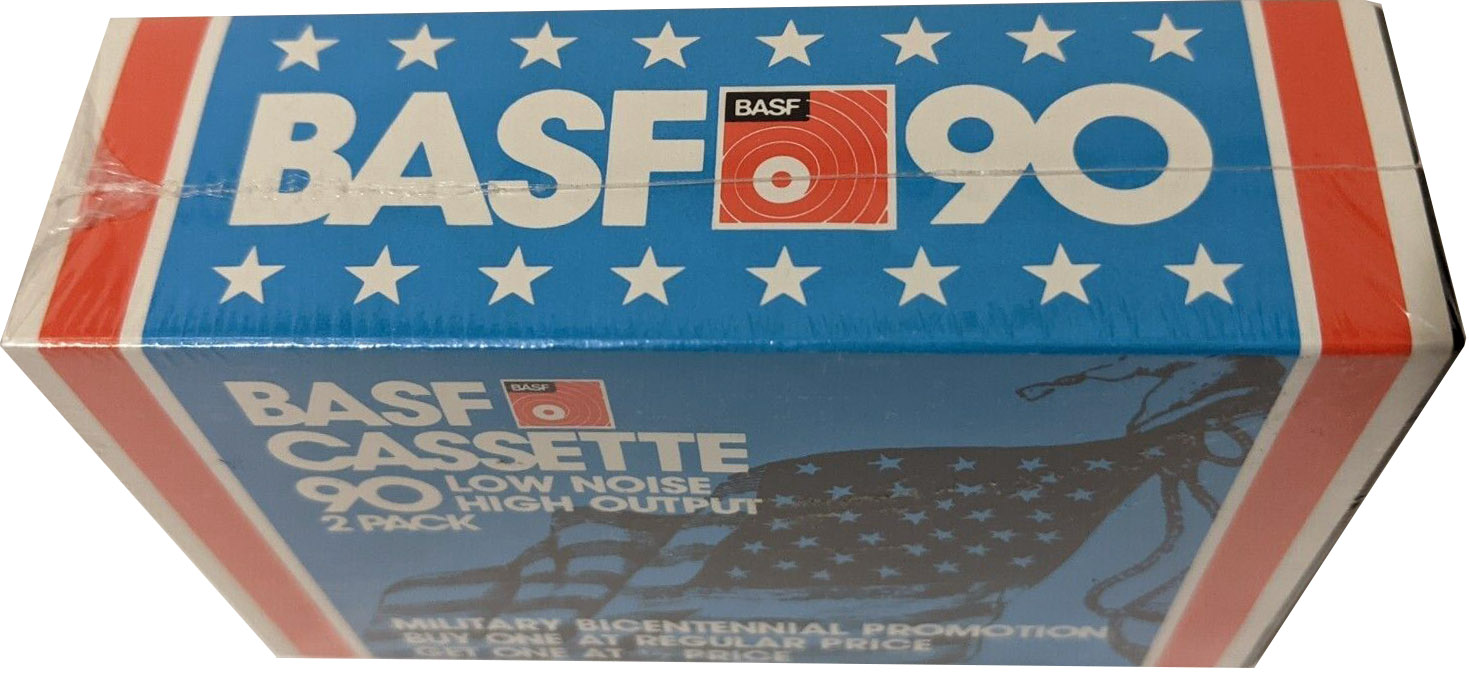 BASF BASF 90
BASF BASF
CASSETTE
90 LOW NOISE
HIGH OUTPUT
2 PACK
MILITARY BICENTENNIAL PROMOTION
BUY ONE AT REGULAR PRICE
GET ONE AT PRICE